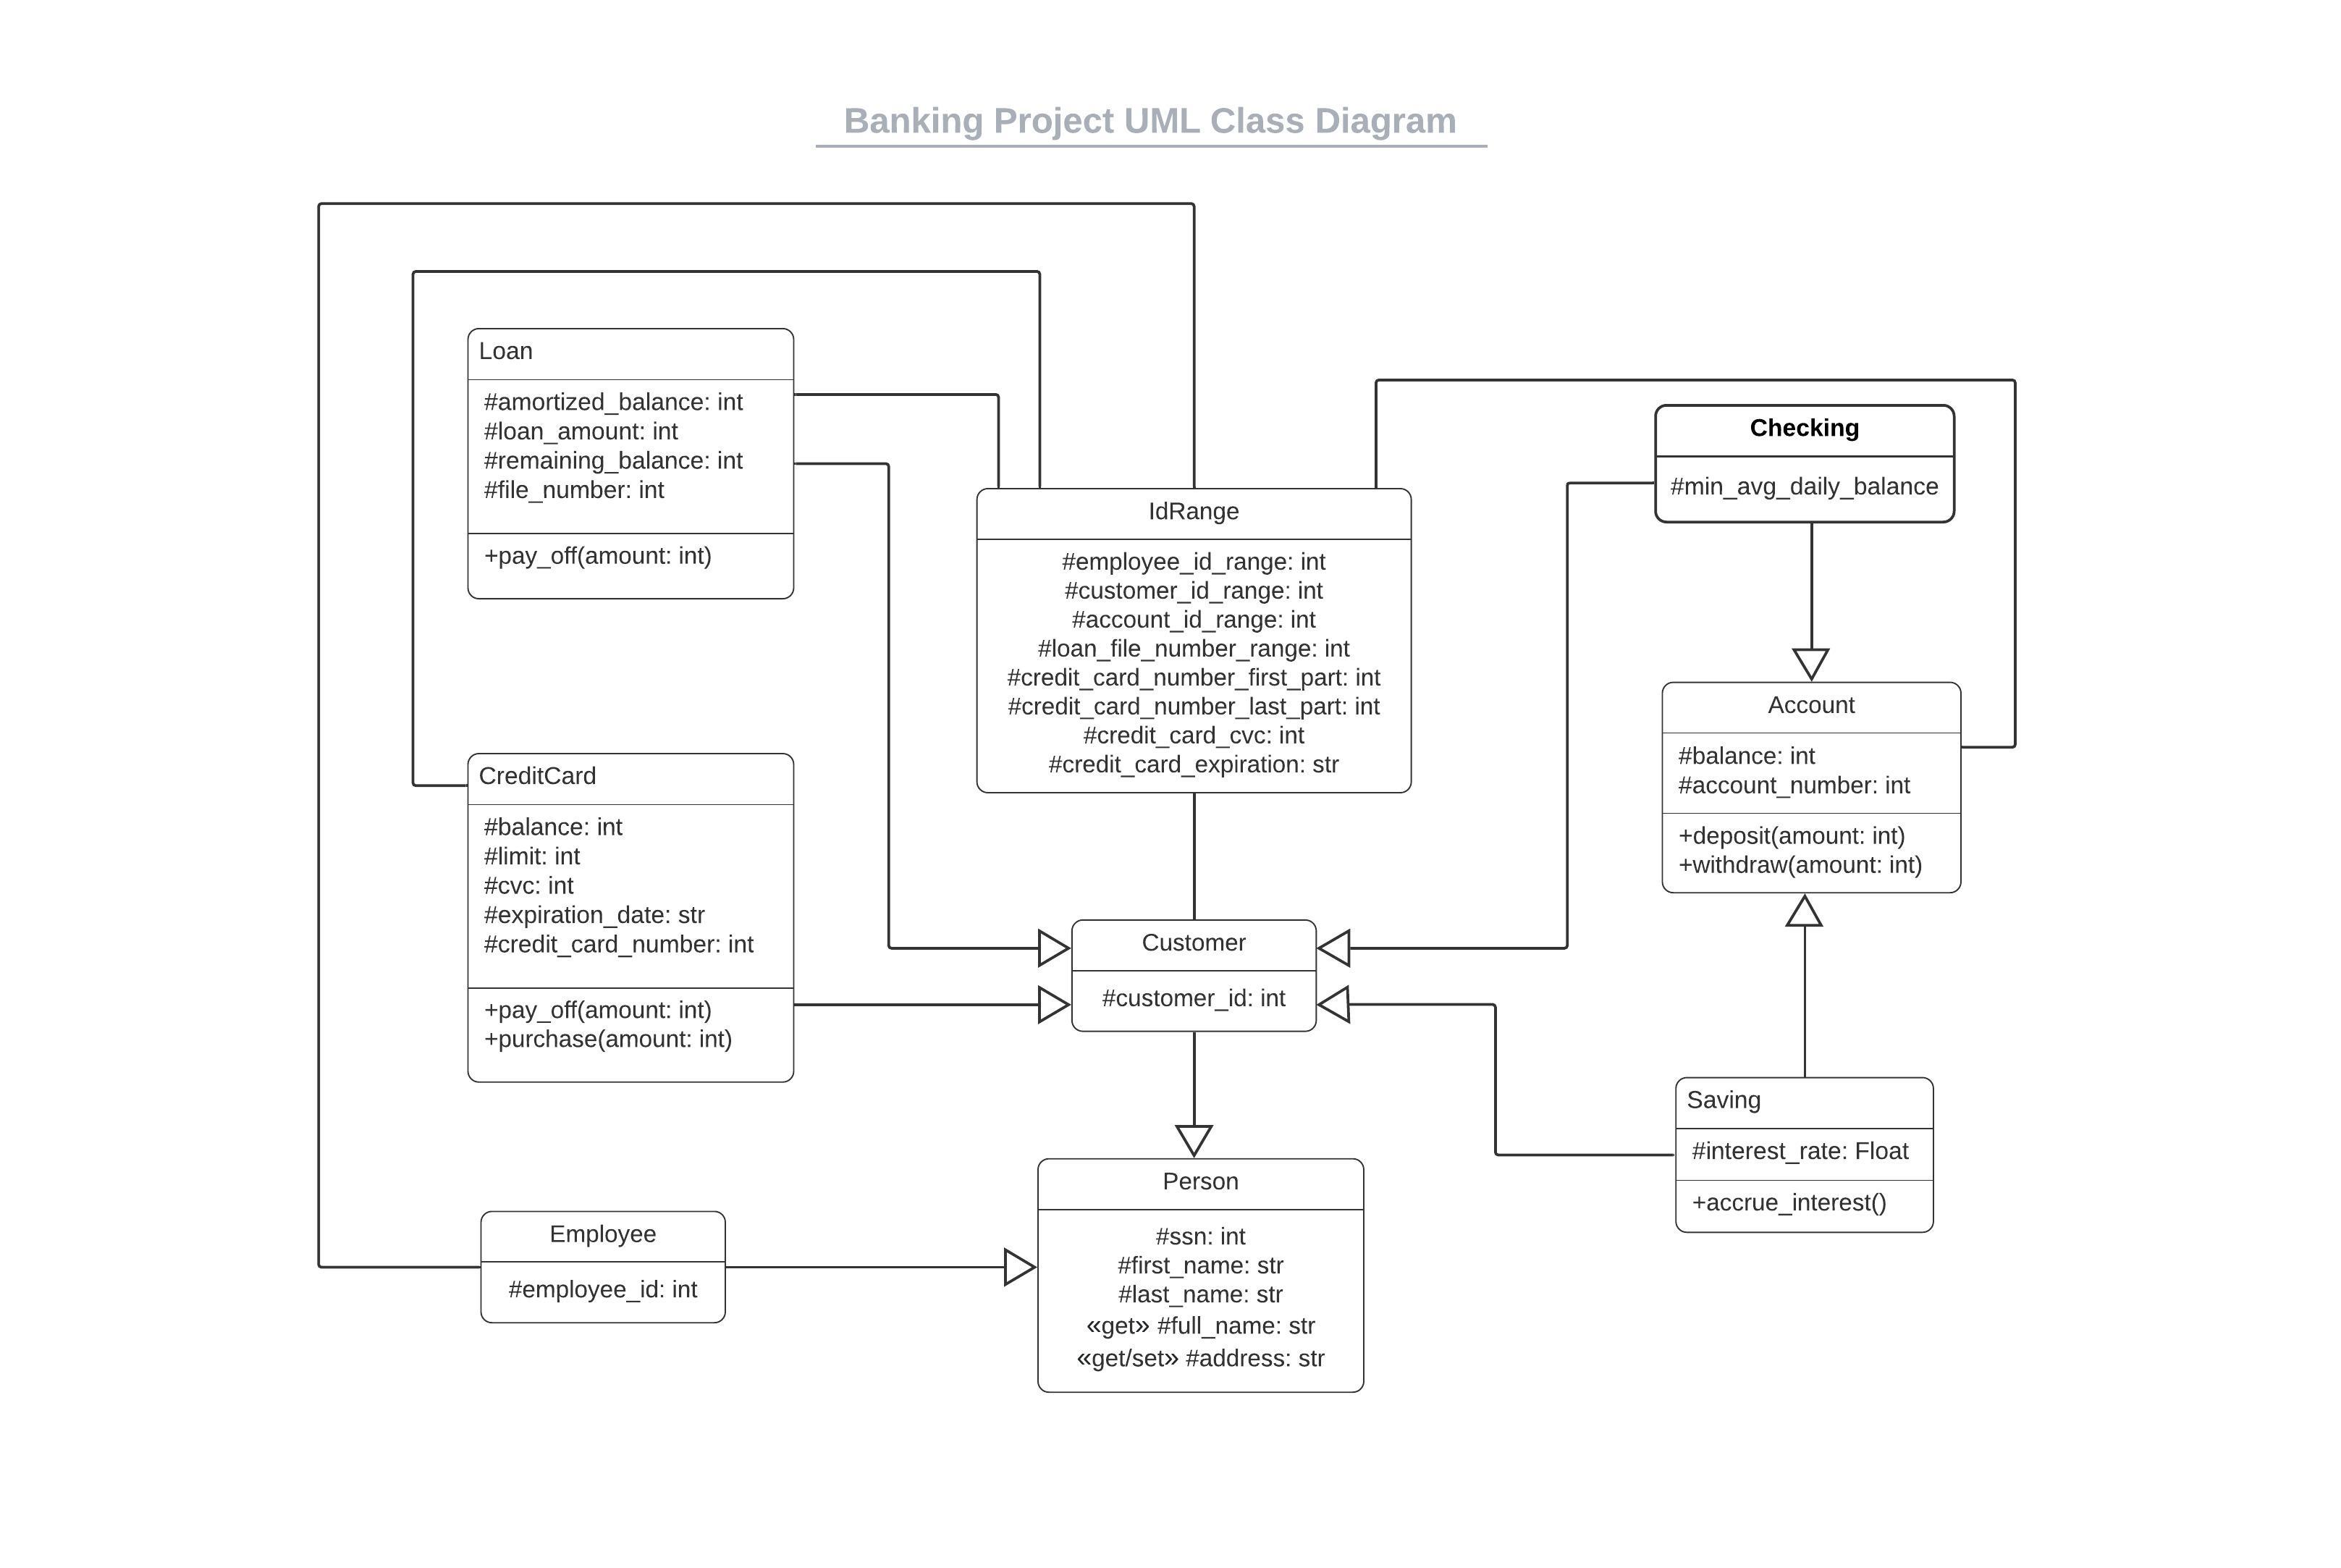 Banking Project UML Class Diagram
Loan
#amortized_balance: int
#loan_amount: int
#remaining_balance: int
#file_number: int
+pay_off(amount: int)
CreditCard
#balance: int
#limit: int
#cvc: int
#expiration_date: str
#credit_card_number: int
+pay_off(amount: int)
+purchase(amount: int)
Employee
#employee_id: int
IdRange
#employee_id_range: int
#customer_id_range: int
#account_id_range: int
#loan_file_number_range: int
#credit_card_number_first_part: int
#credit_card_number_last_part: int
#credit_card_cvc: int
#credit_card_expiration: str
Customer
#customer_id: int
Person
#ssn: int
#first_name: str
#last_name: str
«get» #full_name: str
«get/set» #address: str
Checking
#min_avg_daily_balance
Account
#balance: int
#account_number: int
+deposit(amount: int)
+withdraw(amount: int)
Saving
#interest_rate: Float
+accrue_interest()